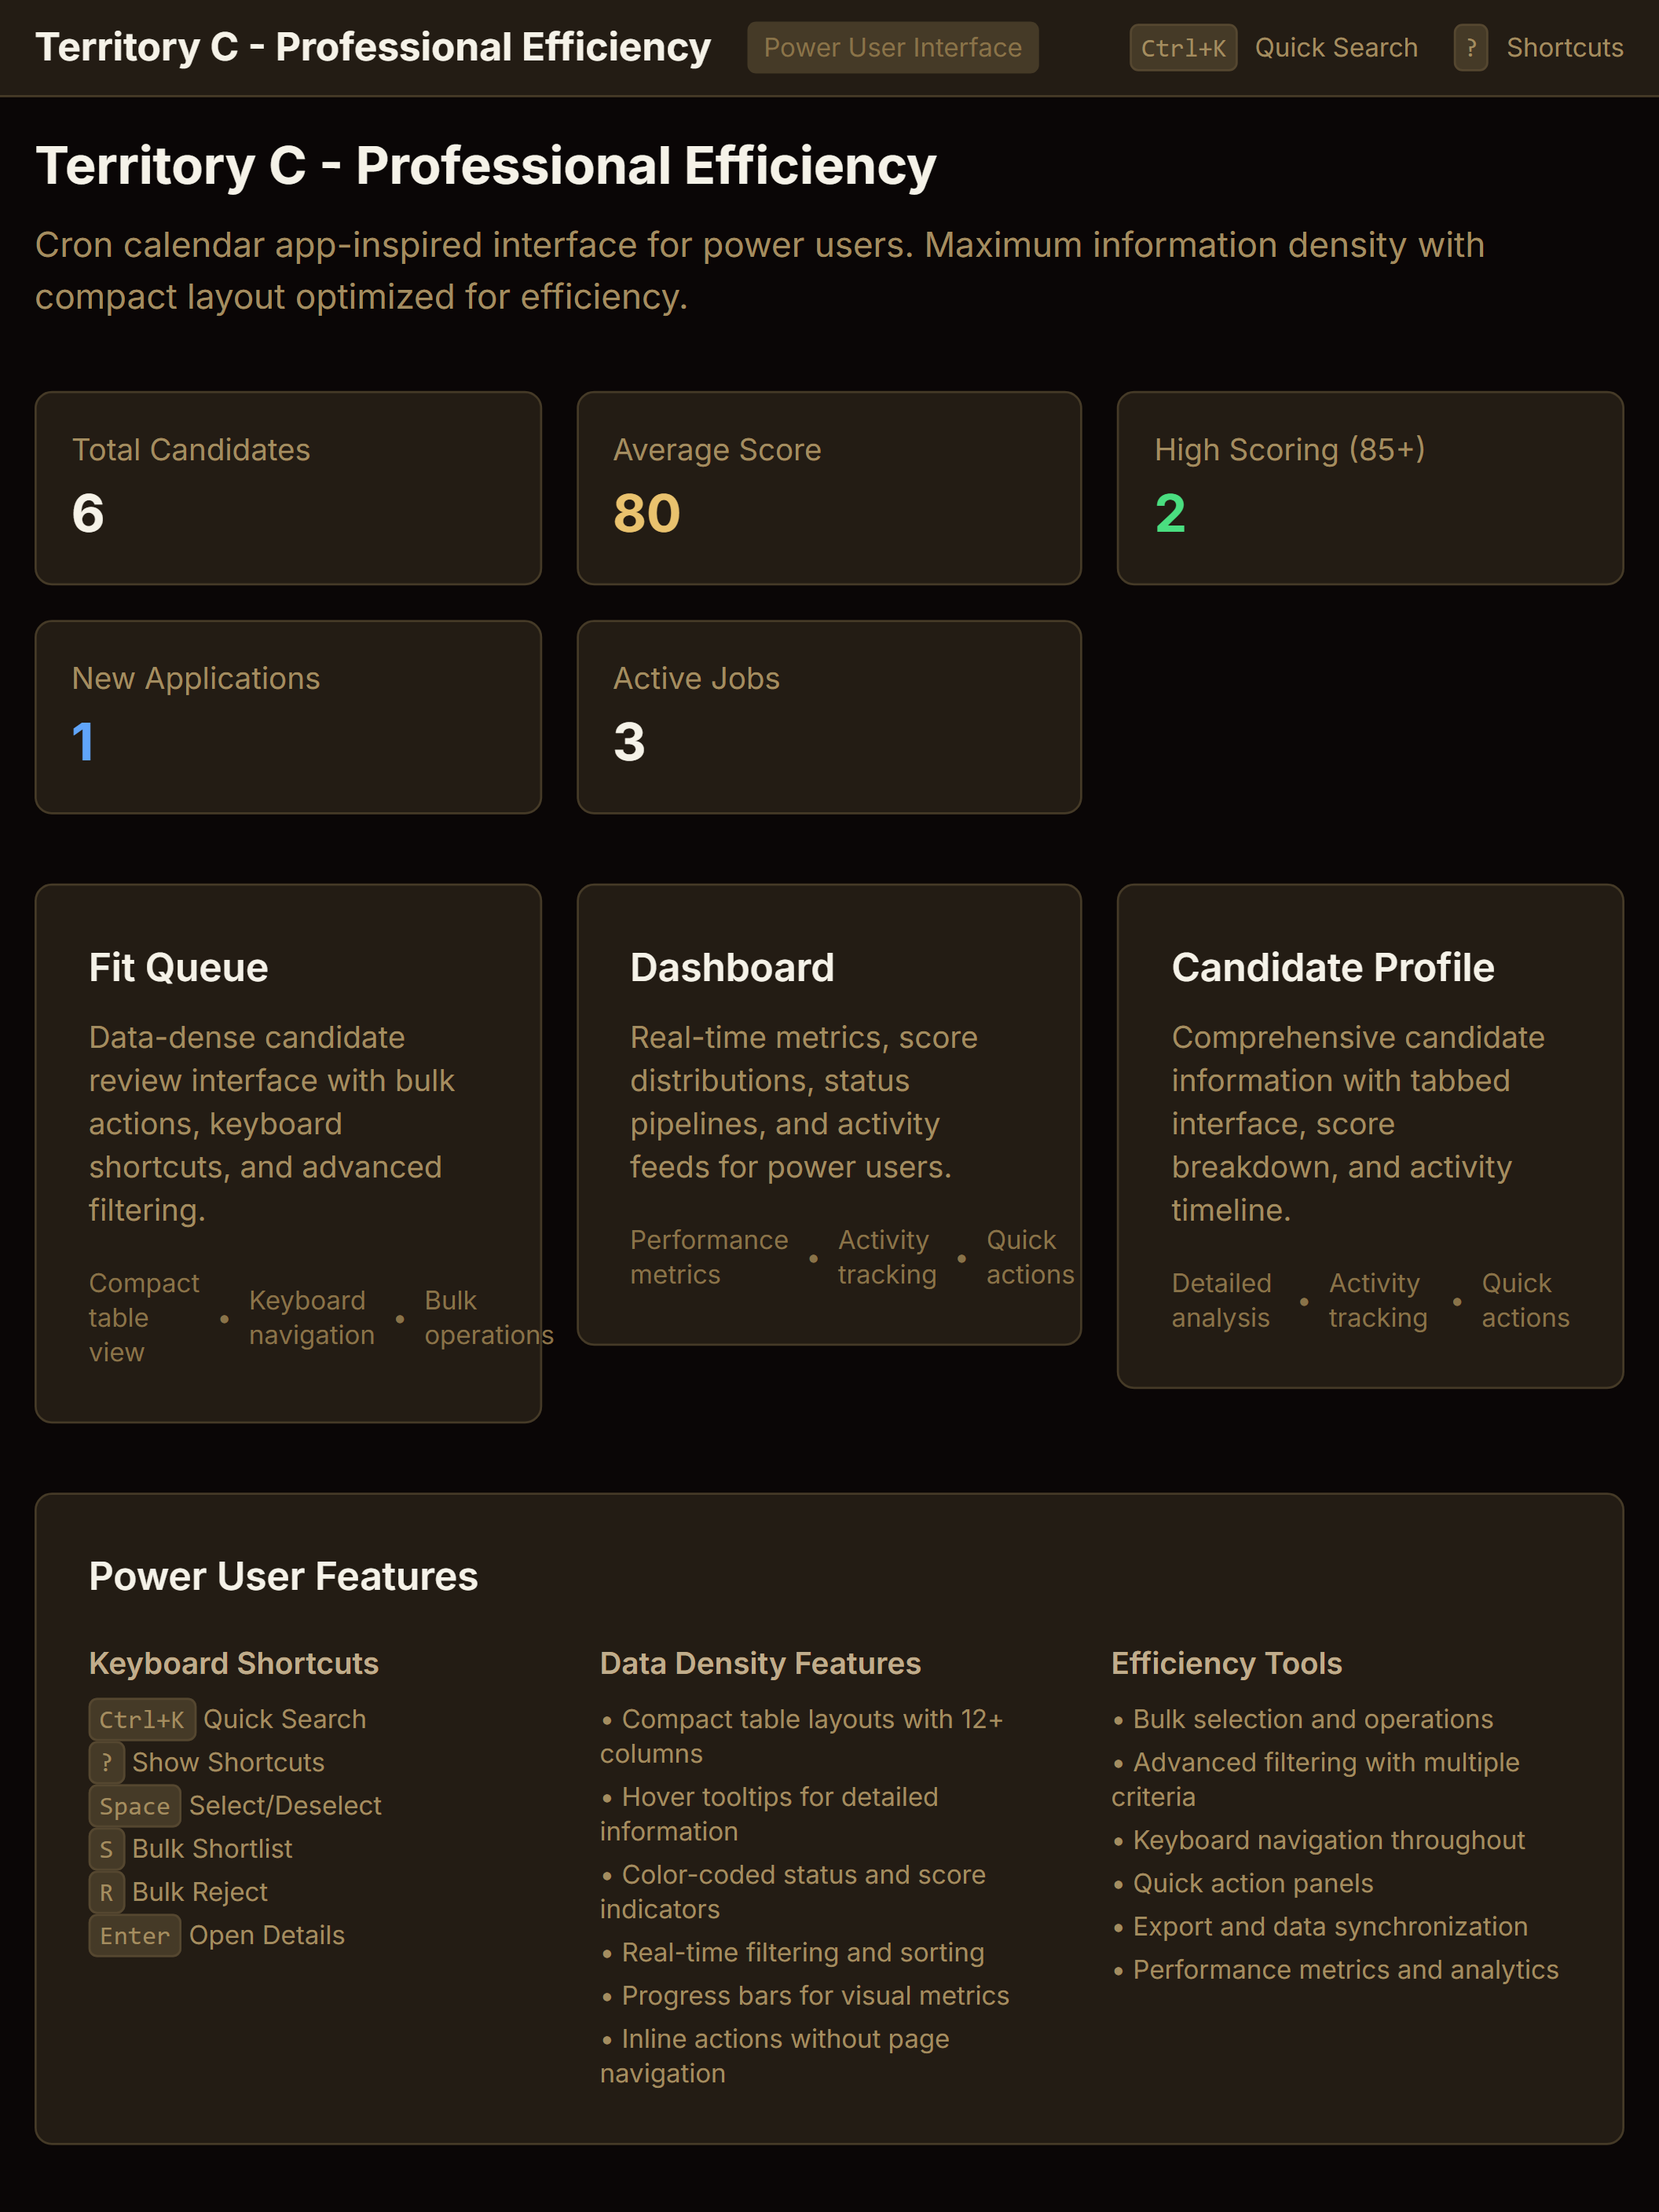 Territory C - Professional Efficiency
Power User Interface
Ctrl+K Quick Search
? Shortcuts
Territory C - Professional Efficiency
Cron calendar app-inspired interface for power users. Maximum information density with
compact layout optimized for efficiency.
Total Candidates
6
Average Score
80
High Scoring (85+)
2
New Applications
1
Active Jobs
3
Fit Queue
Data-dense candidate
review interface with bulk
actions, keyboard
shortcuts, and advanced
filtering.
Compact
table
view
•
Keyboard
navigation
•
Bulk
operations
Dashboard
Real-time metrics, score
distributions, status
pipelines, and activity
feeds for power users.
Performance
metrics
•
Activity
tracking
•
Quick
actions
Candidate Profile
Comprehensive candidate
information with tabbed
interface, score
breakdown, and activity
timeline.
Detailed
analysis
•
Activity
tracking
•
Quick
actions
Power User Features
Keyboard Shortcuts
Ctrl+K Quick Search
? Show Shortcuts
Space Select/Deselect
S Bulk Shortlist
R Bulk Reject
Enter Open Details
Data Density Features
• Compact table layouts with 12+
columns
• Hover tooltips for detailed
information
• Color-coded status and score
indicators
• Real-time filtering and sorting
• Progress bars for visual metrics
• Inline actions without page
navigation
Efficiency Tools
• Bulk selection and operations
• Advanced filtering with multiple
criteria
• Keyboard navigation throughout
• Quick action panels
• Export and data synchronization
• Performance metrics and analytics